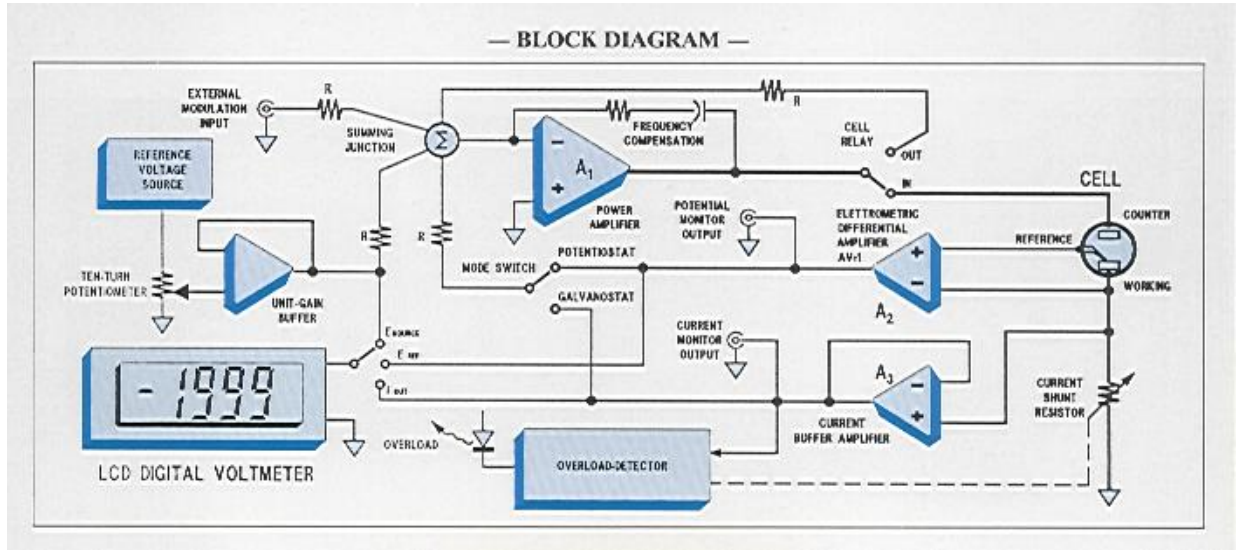 — BLOCK DIAGRAM —
EXTERNAL
MODULATION
INPUT
R
R
SUMMING
JUNCTION
Σ
FREQUENCY
COMPENSATION
CELL
RELAY
OUT
IN
CELL
REFERENCE
VOLTAGE
SOURCE
−
A1
+
POWER
AMPLIFIER
POTENTIAL
MONITOR
OUTPUT
ELETTROMETRIC
DIFFERENTIAL
AMPLIFIER
COUNTER
REFERENCE
WORKING
R
R
POTENTIOSTAT
MODE SWITCH
GALVANOSTAT
+
−
A2
TEN-TURN
POTENTIOMETER
UNIT-GAIN
BUFFER
E SOURCE
CURRENT
MONITOR
OUTPUT
A3
−
+
CURRENT
SHUNT
RESISTOR
- 1999
I OUT
CURRENT
BUFFER AMPLIFIER
OVERLOAD
OVERLOAD-DETECTOR
LCD DIGITAL VOLTMETER